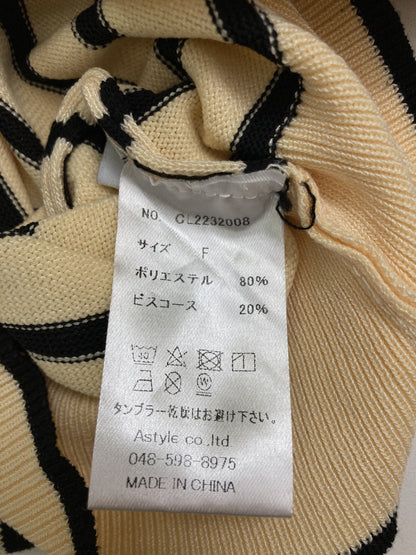 NO. CL2232008
サイズ F
ポリエステル 80%
ビスコース 20%
タンブラー乾燥はお避け下さい。
Astyle co.,ltd
048-598-8975
MADE IN CHINA